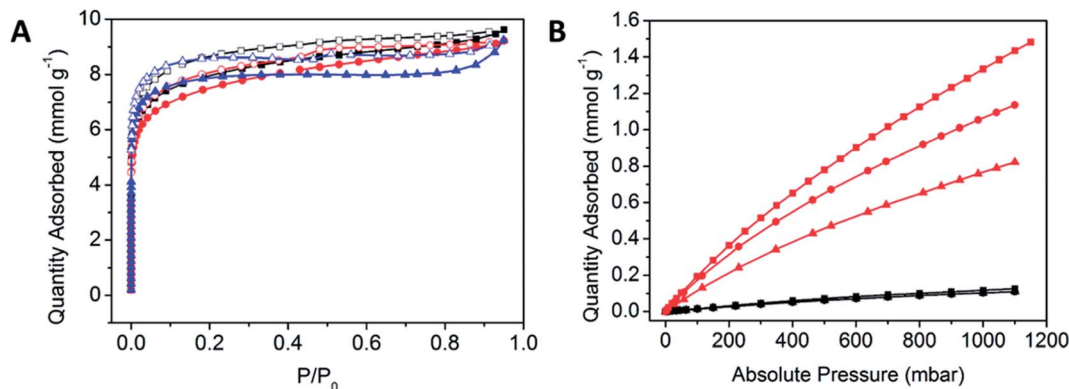 A
Quantity Adsorbed (mmol g⁻¹)
10
8
6
4
2
0
0.0 0.2 0.4 0.6 0.8 1.0
P/P₀
B
Quantity Adsorbed (mmol g⁻¹)
1.6
1.4
1.2
1.0
0.8
0.6
0.4
0.2
0.0
0 200 400 600 800 1000 1200
Absolute Pressure (mbar)